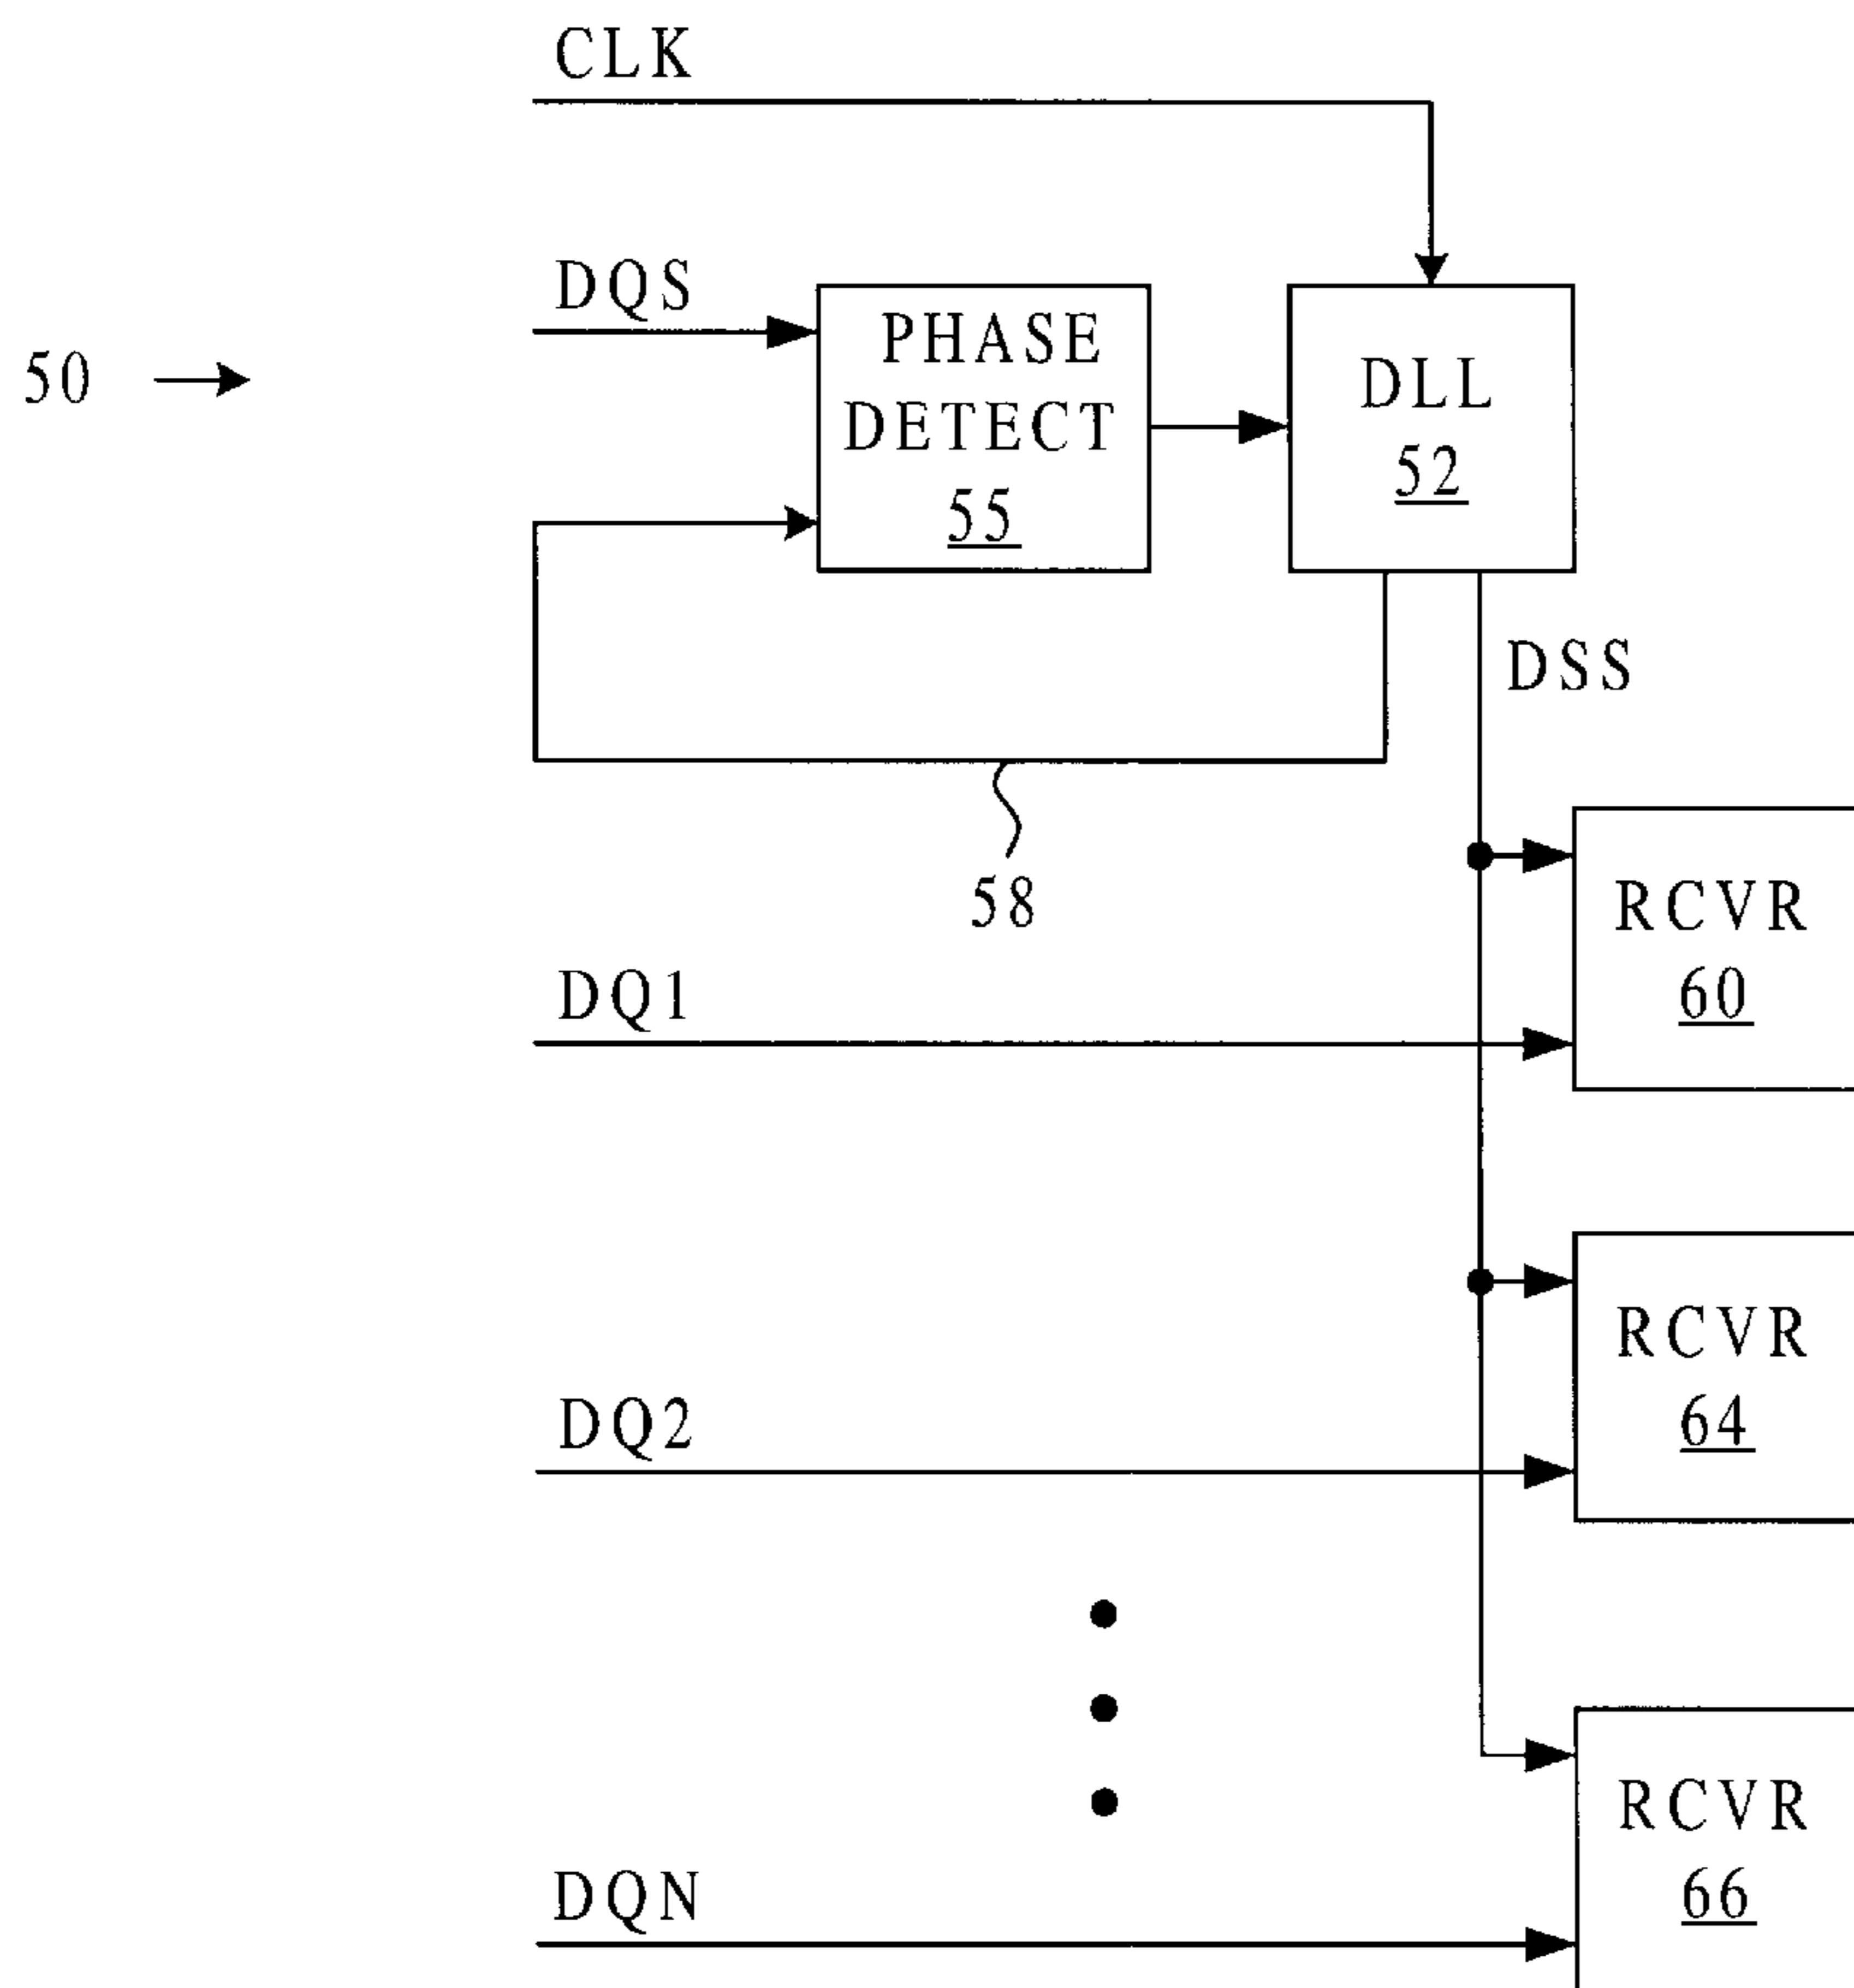 CLK
DQS
50
PHASE
DETECT
55
DLL
52
DSS
58
RCVR
60
DQ1
RCVR
64
DQ2
RCVR
66
DQN